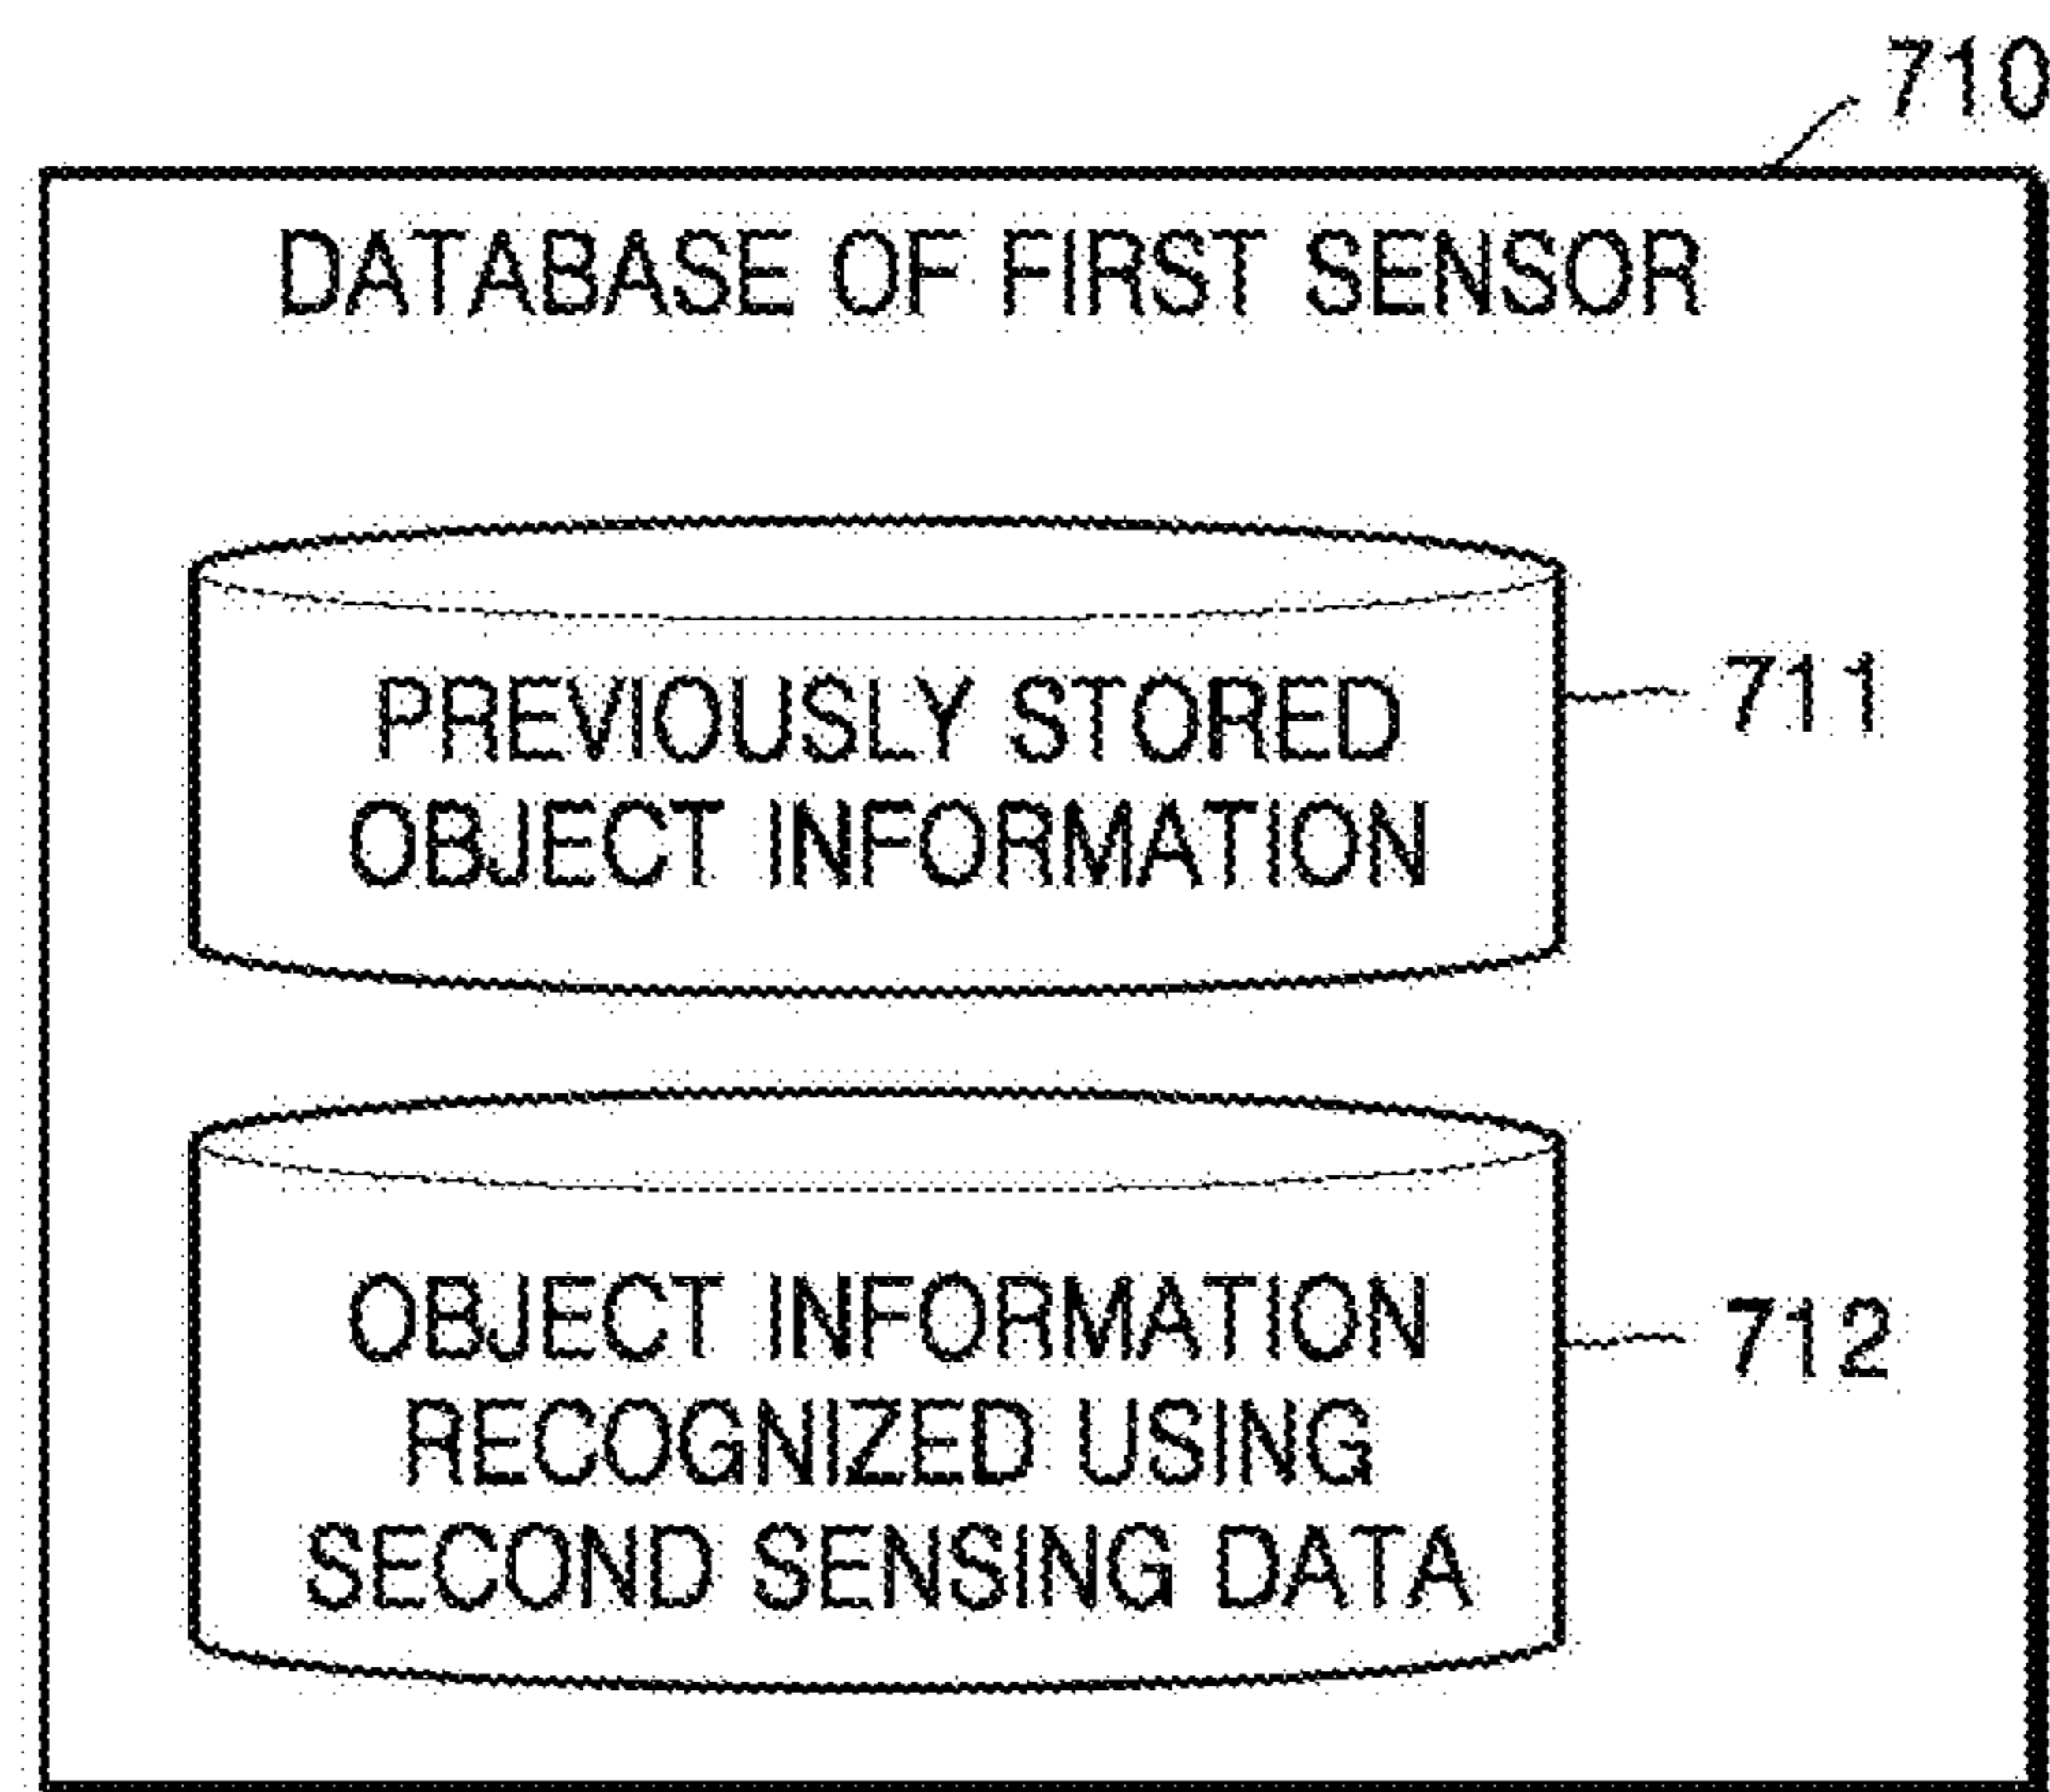 710
DATABASE OF FIRST SENSOR
PREVIOUSLY STORED
711
OBJECT INFORMATION
OBJECT INFORMATION
712
RECOGNIZED USING
SECOND SENSING DATA